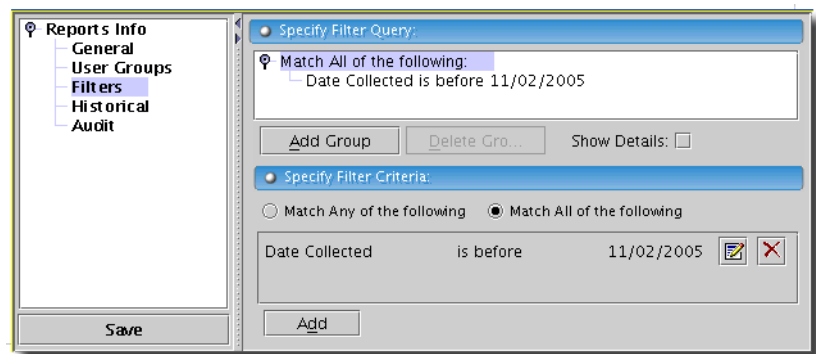 Reports Info
General
User Groups
Filters
Historical
Audit
Save
Specify Filter Query:
Match All of the following:
Date Collected is before 11/02/2005
Add Group
Delete Gro...
Show Details:
Specify Filter Criteria:
Match Any of the following
Match All of the following
Date Collected is before 11/02/2005
Add